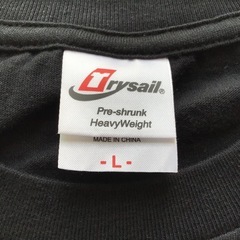 Trysail®
Pre-shrunk
HeavyWeight
MADE IN CHINA
- L -